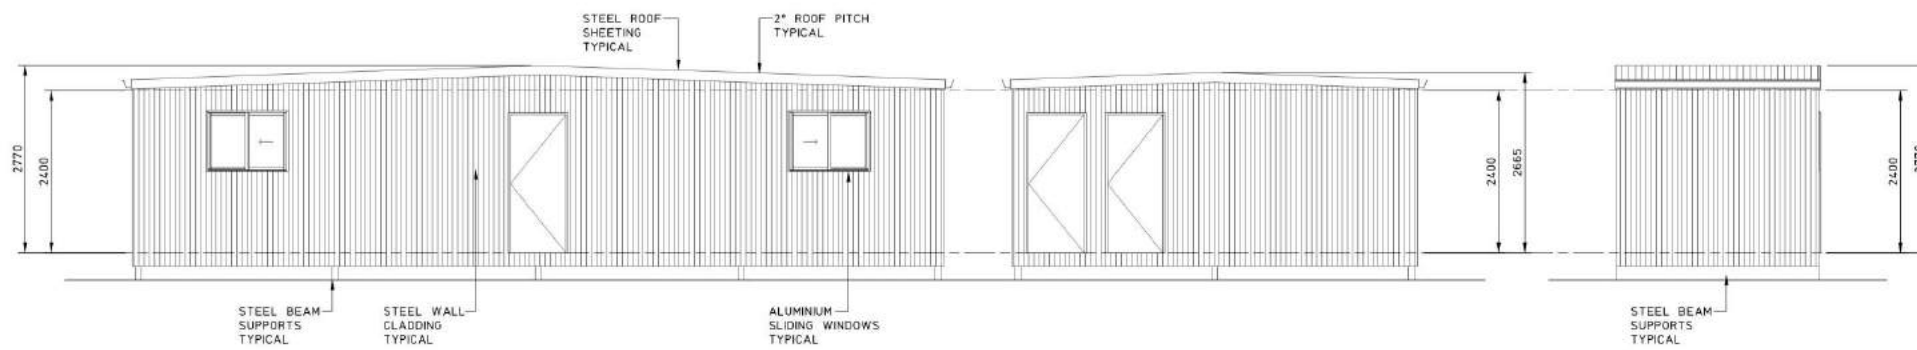 STEEL ROOF
SHEETING
TYPICAL
2° ROOF PITCH
TYPICAL
2770
2400
2400
2665
2400
STEEL BEAM
SUPPORTS
TYPICAL
STEEL WALL
CLADDING
TYPICAL
ALUMINIUM
SLIDING WINDOWS
TYPICAL
STEEL BEAM
SUPPORTS
TYPICAL